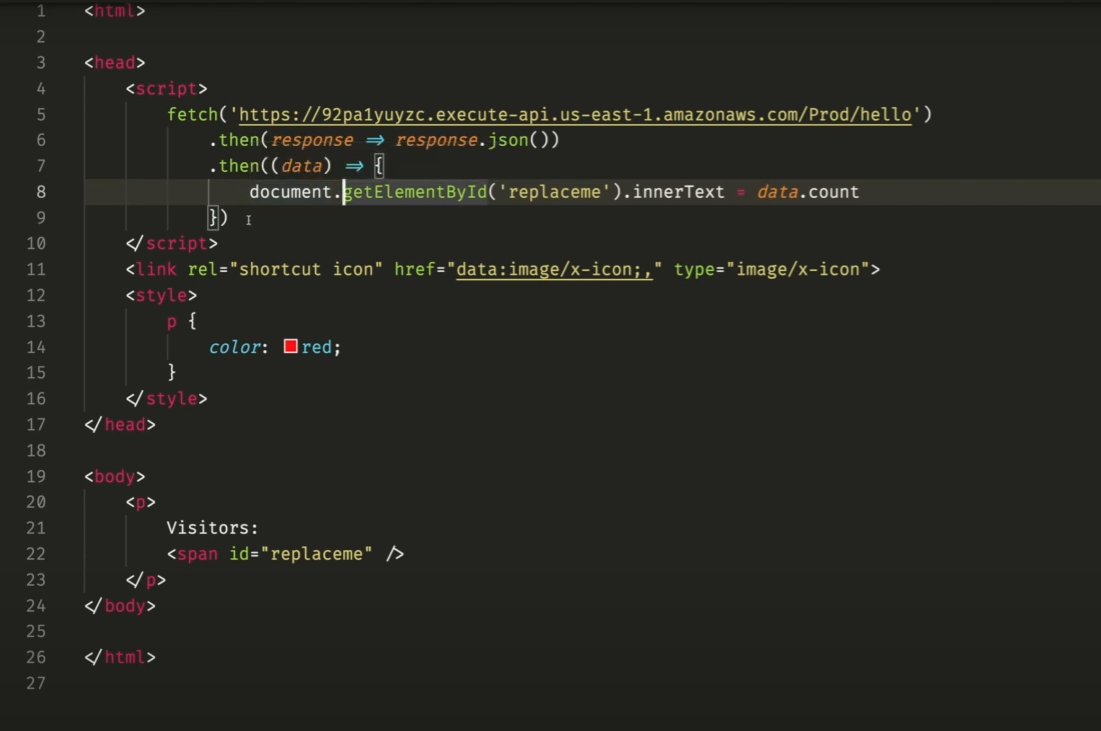 1 <html>
2
3 <head>
4 <script>
5 fetch('https://92pa1yuyzc.execute-api.us-east-1.amazonaws.com/Prod/hello')
6 .then(response => response.json())
7 .then((data) => {
8 document.getElementById('replaceme').innerText = data.count
9 })
10 </script>
11 <link rel="shortcut icon" href="data:image/x-icon;," type="image/x-icon">
12 <style>
13 p {
14 color: red;
15 }
16 </style>
17 </head>
18
19 <body>
20 <p>
21 Visitors:
22 <span id="replaceme" />
23 </p>
24 </body>
25
26 </html>
27